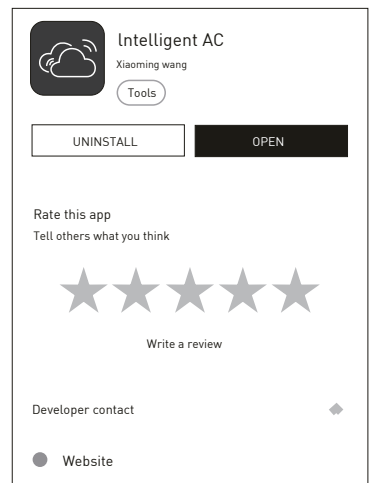 Intelligent AC
Xiaoming wang
Tools
UNINSTALL
OPEN
Rate this app
Tell others what you think
Write a review
Developer contact
Website